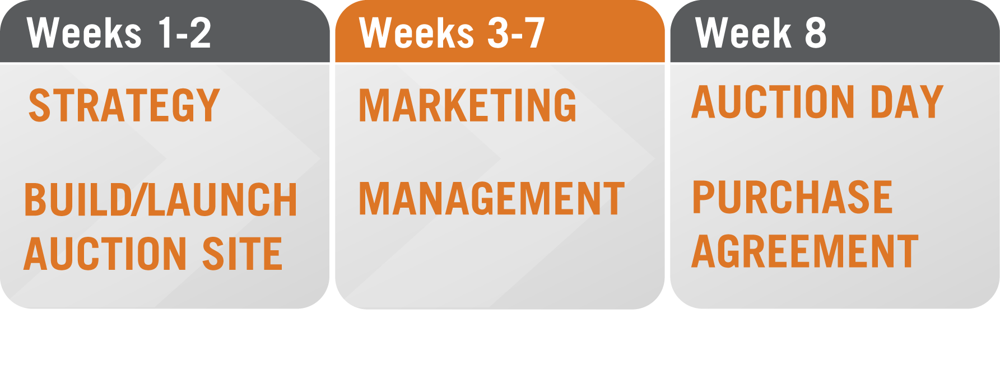 Weeks 1-2
STRATEGY
BUILD/LAUNCH
AUCTION SITE
Weeks 3-7
MARKETING
MANAGEMENT
Week 8
AUCTION DAY
PURCHASE
AGREEMENT